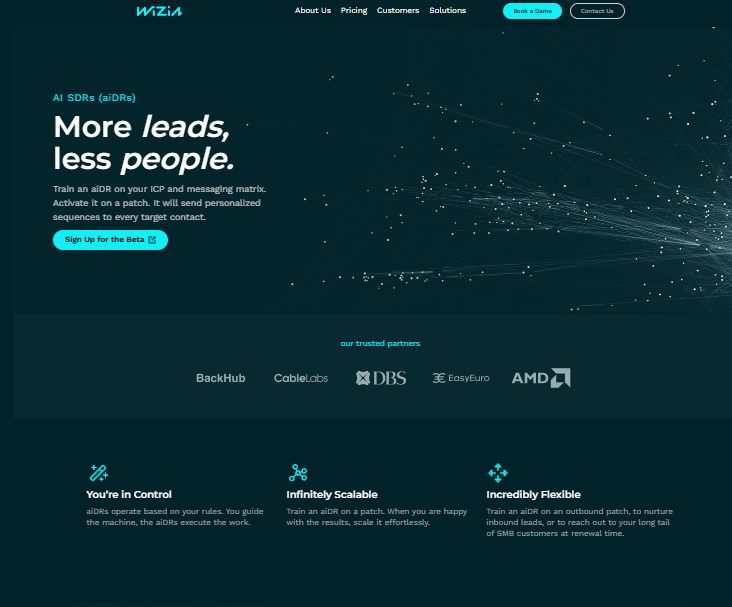 WiZiA
About Us Pricing Customers Solutions
Book a Damo Contact Us
AI SDRs (aiDRs)
More leads,
less people.
Train an aiDR on your ICP and messaging matrix.
Activate it on a patch. It will send personalized
sequences to every target contact.
Sign Up for the Beta
our trusted partners
BackHub CableLabs DBS EasyEuro AMD
You're in Control Infinitely Scalable Incredibly Flexible
aiDRs operate based on your rules. You guide
the machine, the aiDRs execute the work.
Train an aiDR on a patch. When you are happy
with the results, scale it effortlessly.
Train an aiDR on an outbound patch, to nurture
inbound leads, or to reach out to your long tail
of SMB customers at renewal time.